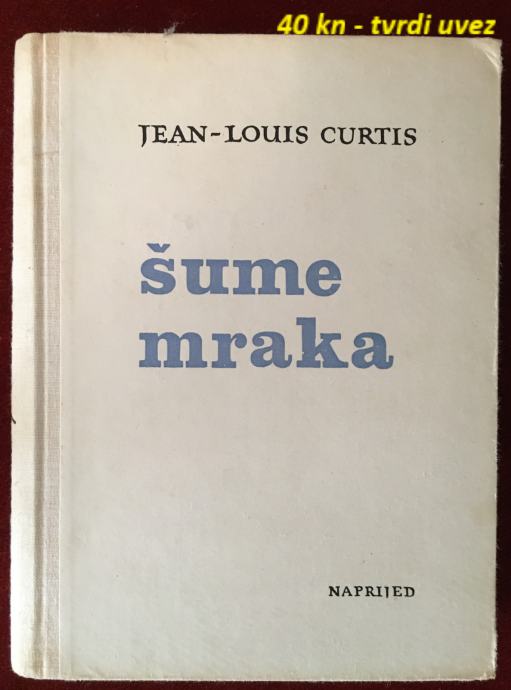 40 kn - tvrdi uvez
JEAN-LOUIS CURTIS
šume
mraka
NAPRIJED